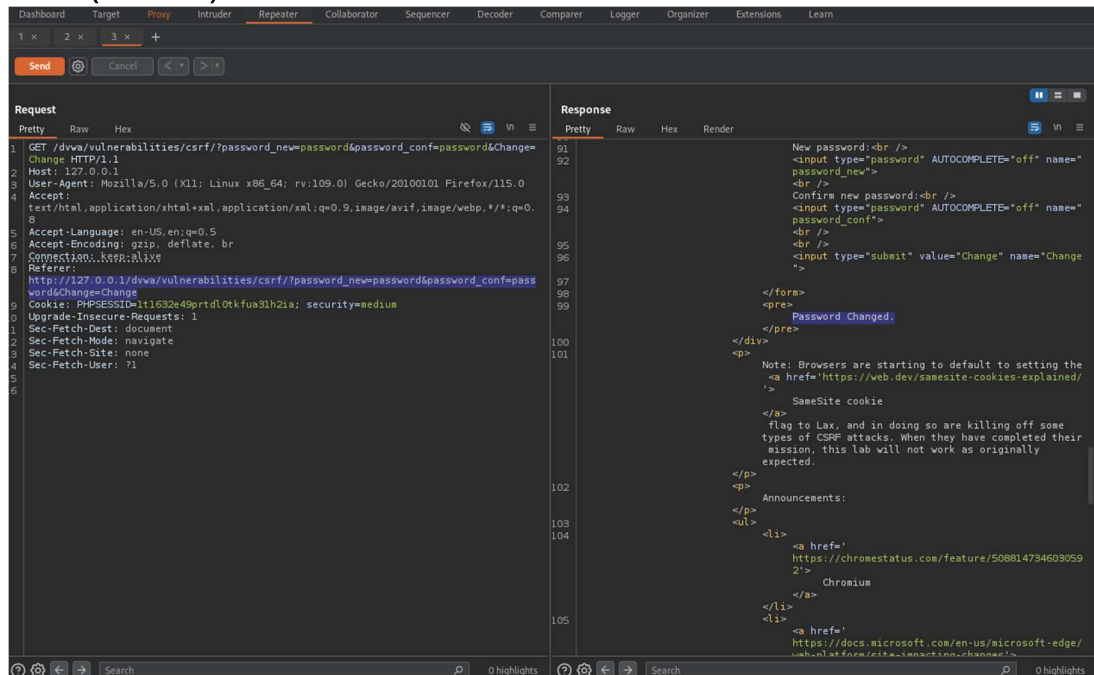 Dashboard Target Proxy Intruder Repeater Collaborator Sequencer Decoder Comparer Logger Organizer Extensions Learn
1 × 2 × 3 × +
Send Cancel < >
Request
Pretty Raw Hex \n
1 GET /dvwa/vulnerabilities/csrf/?password_new=password&password_conf=password&Change=
Change HTTP/1.1
2 Host: 127.0.0.1
3 User-Agent: Mozilla/5.0 (X11; Linux x86_64; rv:109.0) Gecko/20100101 Firefox/115.0
4 Accept:
text/html,application/xhtml+xml,application/xml;q=0.9,image/avif,image/webp,*/*;q=0.
8
5 Accept-Language: en-US,en;q=0.5
6 Accept-Encoding: gzip, deflate, br
7 Connection: keep-alive
8 Referer:
http://127.0.0.1/dvwa/vulnerabilities/csrf/?password_new=password&password_conf=pass
word&Change=Change
9 Cookie: PHPSESSID=1t1632e49prtdl0tkfua31h2ia; security=medium
0 Upgrade-Insecure-Requests: 1
1 Sec-Fetch-Dest: document
2 Sec-Fetch-Mode: navigate
3 Sec-Fetch-Site: none
4 Sec-Fetch-User: ?1
5
6
Search 0 highlights
Response
Pretty Raw Hex Render \n
91 New password:<br />
92 <input type="password" AUTOCOMPLETE="off" name="
password_new">
<br />
93 Confirm new password:<br />
94 <input type="password" AUTOCOMPLETE="off" name="
password_conf">
<br />
95 <br />
96 <input type="submit" value="Change" name="Change
">
97
98 </form>
99 <pre>
Password Changed.
</pre>
100 </div>
101 <p>
Note: Browsers are starting to default to setting the
<a href='https://web.dev/samesite-cookies-explained/
'>
SameSite cookie
</a>
flag to Lax, and in doing so are killing off some
types of CSRF attacks. When they have completed their
mission, this lab will not work as originally
expected.
</p>
102 <p>
Announcements:
</p>
103 <ul>
104 <li>
<a href='
https://chromestatus.com/feature/508814734603059
2'>
Chromium
</a>
</li>
105 <li>
<a href='
https://docs.microsoft.com/en-us/microsoft-edge/
web-platform/site-impacting-changes'>
Search 0 highlights